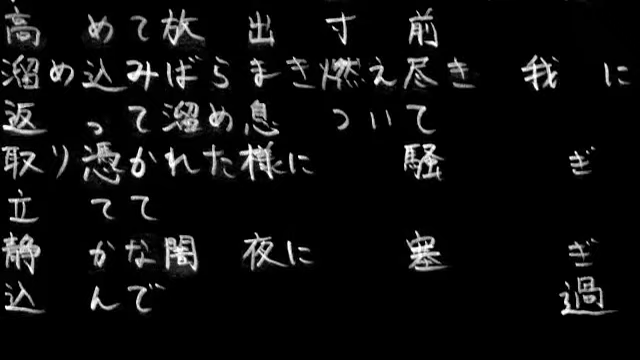 高めて放出寸前
溜め込みばらまき燃え尽き 我に
返って溜め息ついて
取り憑かれた様に 騒ぎ
立てて
静かな闇夜に 塞ぎ
込んで 過